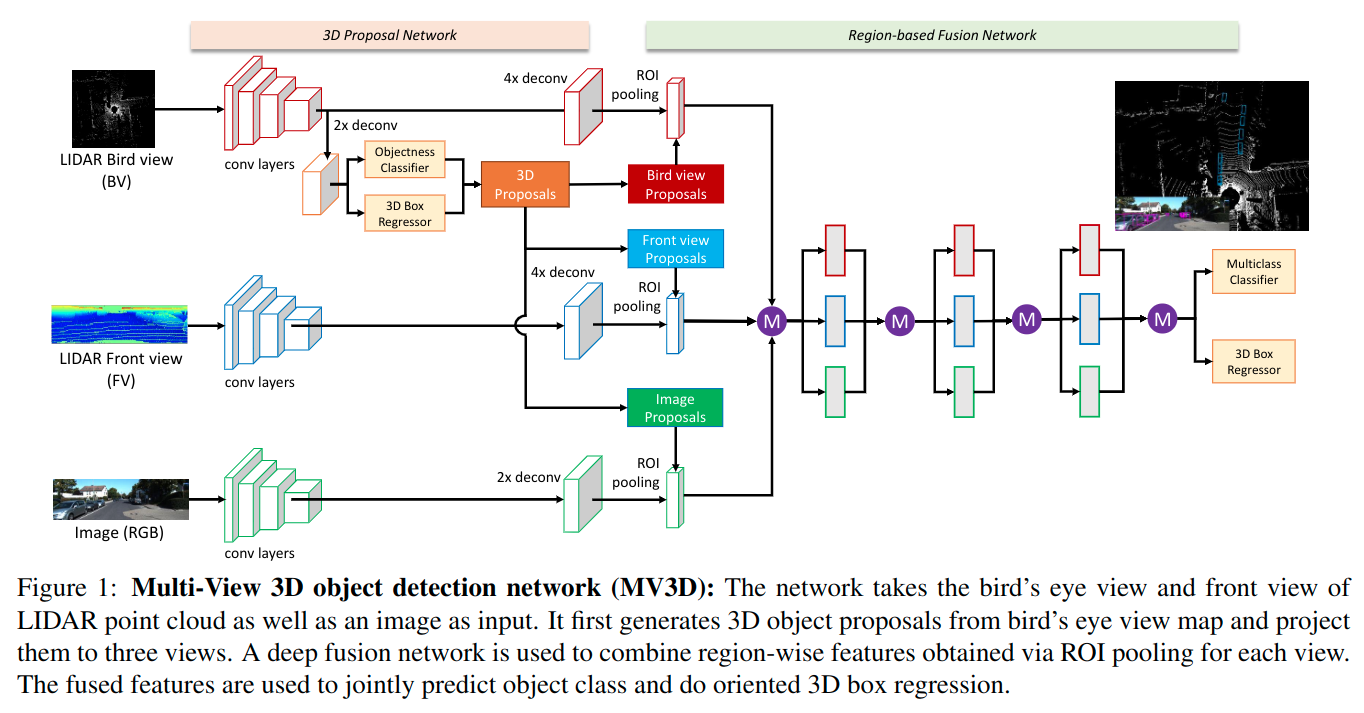 3D Proposal Network
Region-based Fusion Network
LIDAR Bird view
(BV)
conv layers
4x deconv
ROI
pooling
2x deconv
Objectness
Classifier
3D Box
Regressor
3D
Proposals
Bird view
Proposals
Front view
Proposals
LIDAR Front view
(FV)
conv layers
4x deconv
ROI
pooling
Image
Proposals
Image (RGB)
conv layers
2x deconv
ROI
pooling
M
M
M
M
Multiclass
Classifier
3D Box
Regressor
Figure 1: Multi-View 3D object detection network (MV3D): The network takes the bird's eye view and front view of
LIDAR point cloud as well as an image as input. It first generates 3D object proposals from bird's eye view map and project
them to three views. A deep fusion network is used to combine region-wise features obtained via ROI pooling for each view.
The fused features are used to jointly predict object class and do oriented 3D box regression.